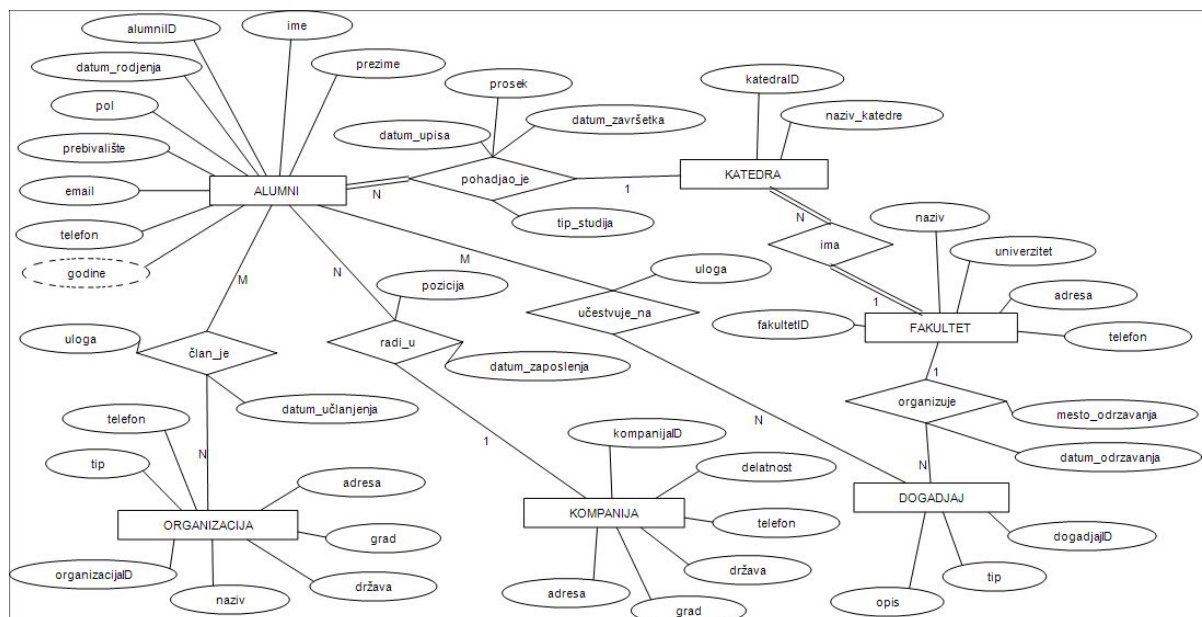 ime
alumniID
prezime
datum_rodjenja
pol
prebivalište
email
telefon
godine
ALUMNI
prosek
datum_upisa
datum_završetka
pohadjao_je
tip_studija
N
1
katedraID
naziv_katedre
KATEDRA
N
ima
1
naziv
univerzitet
adresa
fakultetID
FAKULTET
telefon
M
N
M
uloga
pozicija
učestvuje_na
uloga
član_je
radi_u
datum_zaposlenja
datum_učlanjenja
1
organizuje
mesto_odrzavanja
datum_odrzavanja
N
1
N
N
telefon
tip
adresa
ORGANIZACIJA
grad
organizacijaID
naziv
država
kompanijaID
delatnost
KOMPANIJA
telefon
država
adresa
grad
DOGADJAJ
dogadjajID
tip
opis